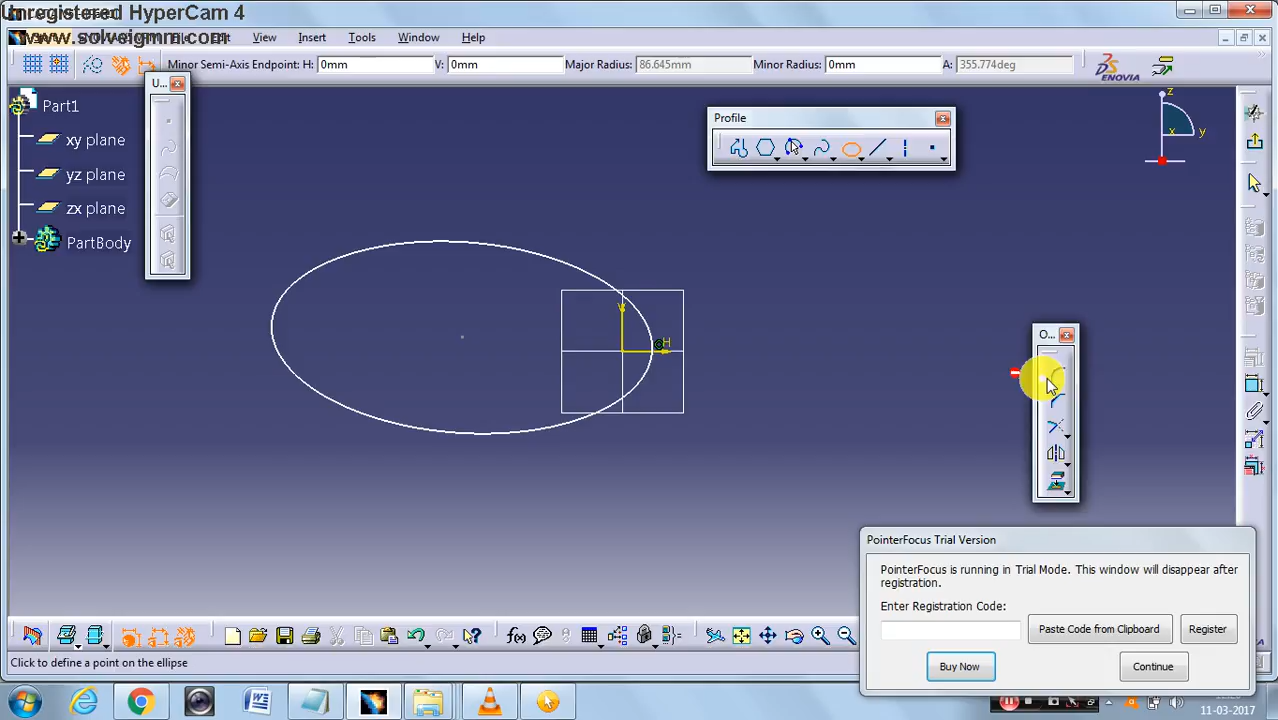 Unregistered HyperCam 4
www.solveigmm.com
File
Edit
View
Insert
Tools
Window
Help
Minor Semi-Axis Endpoint: H: 0mm V: 0mm Major Radius: 86.645mm Minor Radius: 0mm A: 355.774deg
ENOVIA
U...
Part1
xy plane
yz plane
zx plane
PartBody
Profile
z
y
x
V
H
O...
PointerFocus Trial Version
PointerFocus is running in Trial Mode. This window will disappear after
registration.
Enter Registration Code:
Paste Code from Clipboard
Register
Buy Now
Continue
f(x)
Click to define a point on the ellipse
11-03-2017